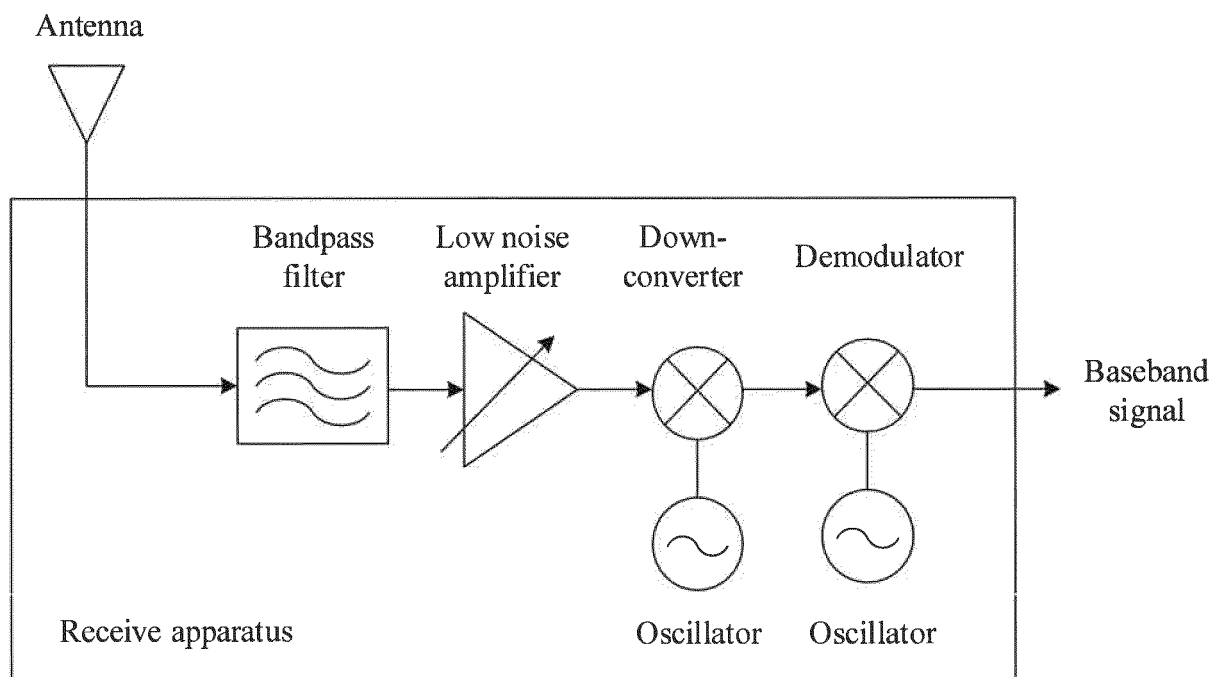 Antenna
Bandpass
filter
Low noise
amplifier
Down-
converter
Demodulator
Baseband
signal
Receive apparatus
Oscillator
Oscillator